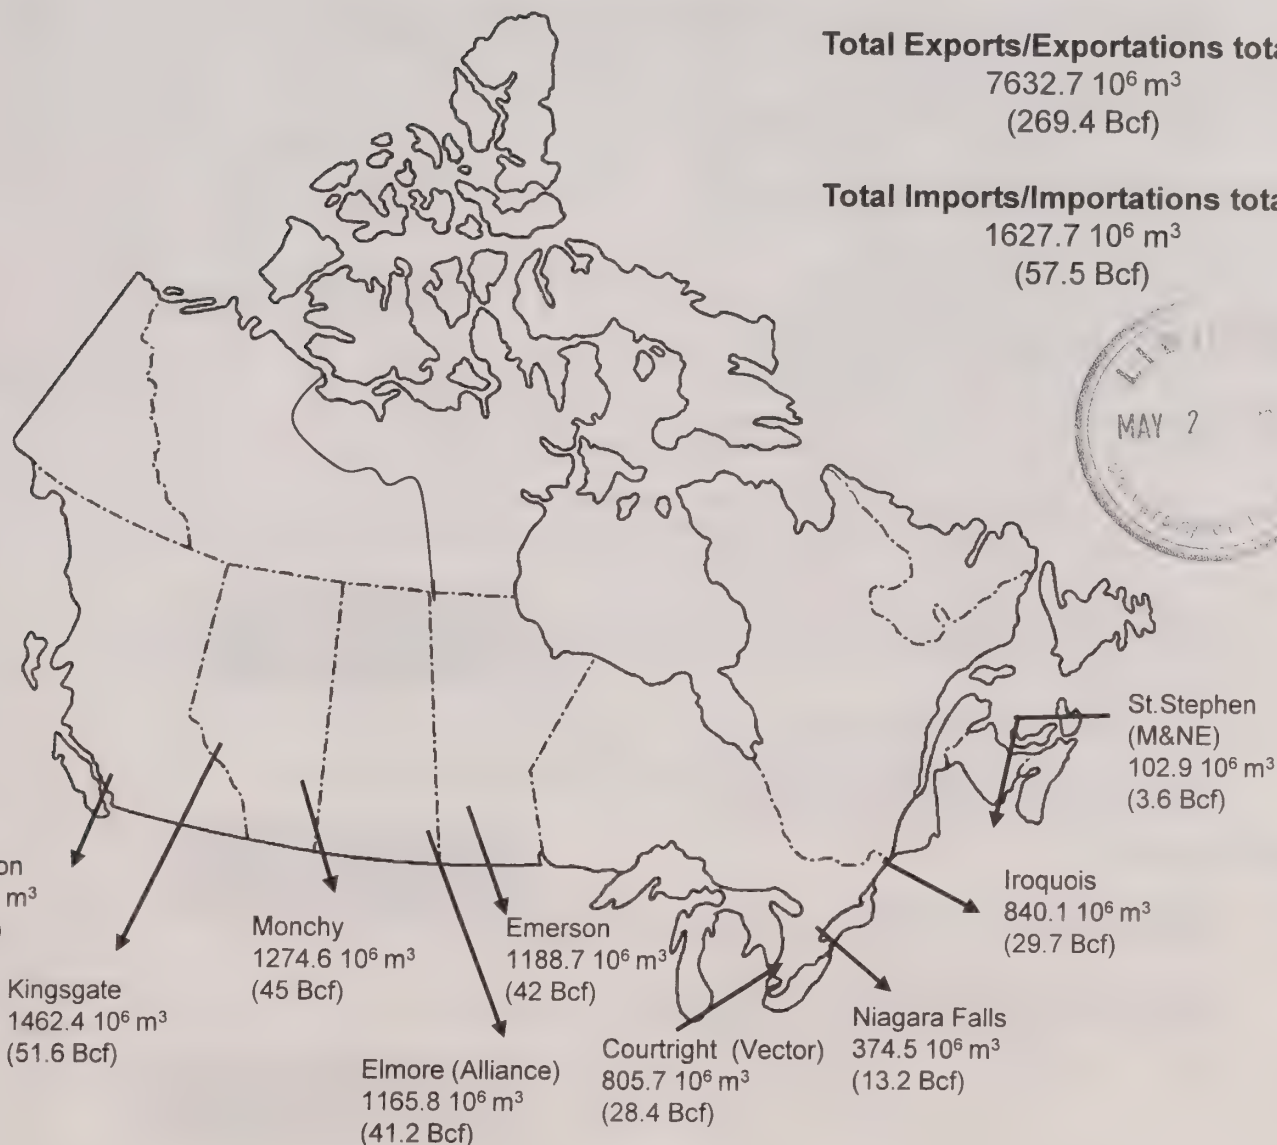 Total Exports/Exportations tota
7632.7 10⁶ m³
(269.4 Bcf)
Total Imports/Importations tota
1627.7 10⁶ m³
(57.5 Bcf)
MAY 2
St.Stephen
(M&NE)
102.9 10⁶ m³
(3.6 Bcf)
on
m³
)
Iroquois
840.1 10⁶ m³
(29.7 Bcf)
Monchy
1274.6 10⁶ m³
(45 Bcf)
Emerson
1188.7 10⁶ m³
(42 Bcf)
Kingsgate
1462.4 10⁶ m³
(51.6 Bcf)
Niagara Falls
374.5 10⁶ m³
(13.2 Bcf)
Courtright (Vector)
805.7 10⁶ m³
(28.4 Bcf)
Elmore (Alliance)
1165.8 10⁶ m³
(41.2 Bcf)